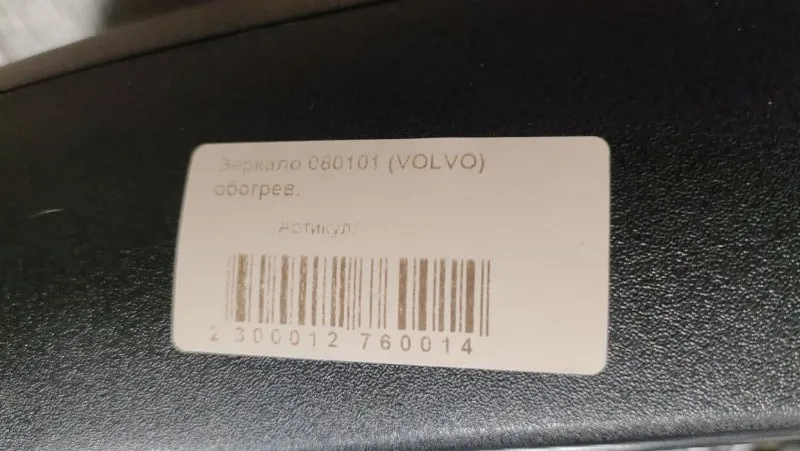 Зеркало 080101 (VOLVO)
обогрев.
Артикул:
2 300012 760014